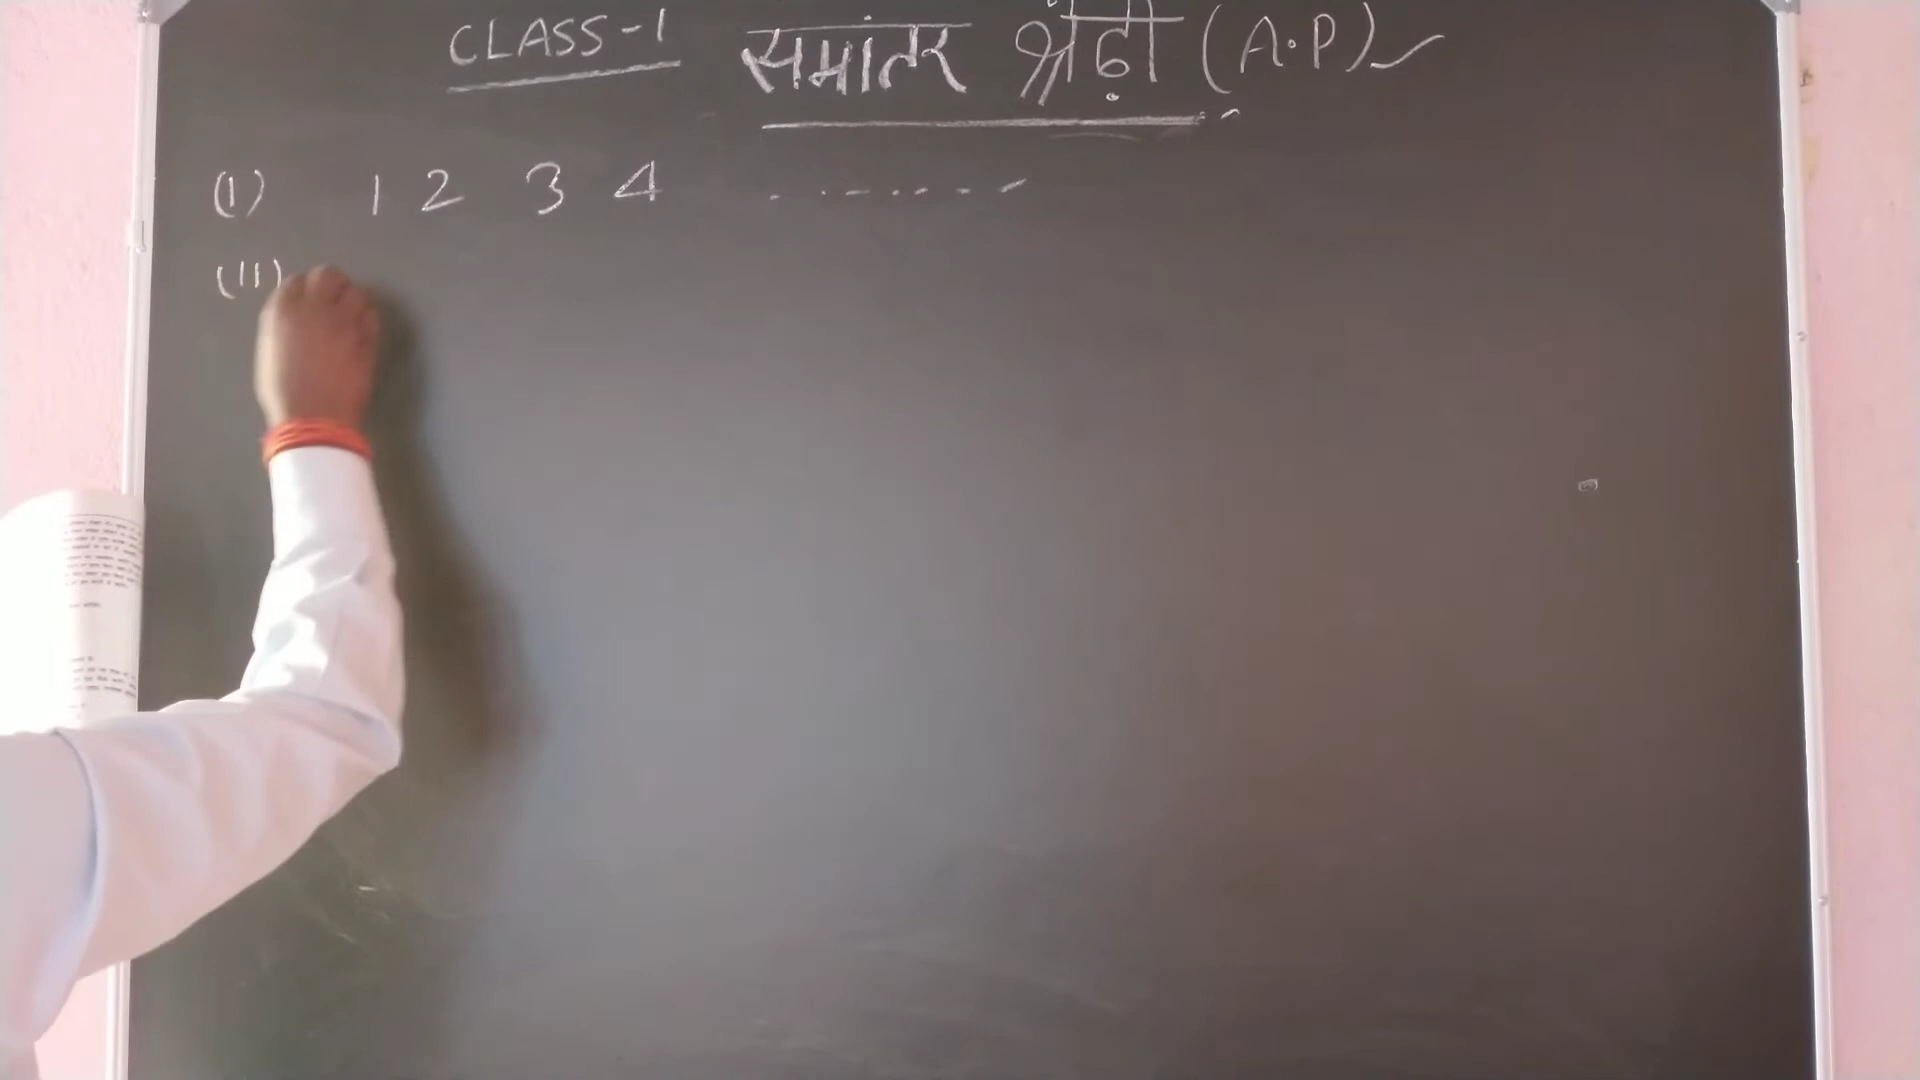 CLASS-1 समांतर श्रेढ़ी (A.P)
(I) 1 2 3 4 .......
(II)